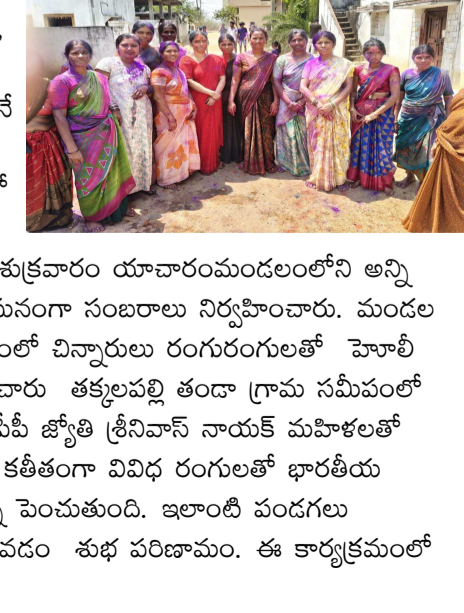 నే
శుక్రవారం యాచారంమండలంలోని అన్ని
సంబరాలు నిర్వహించారు. మండల
చిన్నారులు రంగురంగులతో హెూలీ
తక్కలపల్లి తండా గ్రామ సమీపంలో
జ్యోతి శ్రీనివాస్ నాయక్ మహిళలతో
కతీతంగా వివిధ రంగులతో భారతీయ
పెంచుతుంది. ఇలాంటి పండగలు
శుభ పరిణామం. ఈ కార్యక్రమంలో